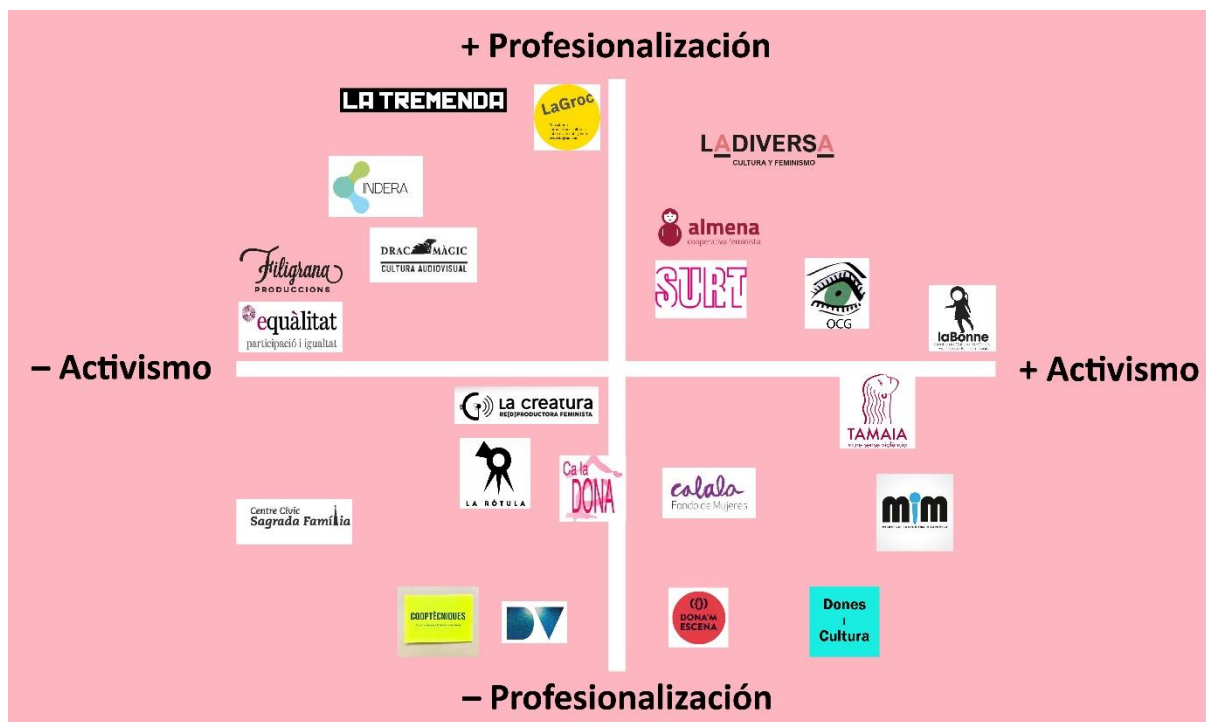 + Profesionalización
LA TREMENDA
LaGroc
LADIVERSA
CULTURA Y FEMINISMO
INDERA
almena
cooperativa feminista
DRAC MÀGIC
CULTURA AUDIOVISUAL
Filigrana
PRODUCCIONS
SURT
OCG
equàlitat
participació i igualtat
laBonne
– Activismo
+ Activismo
La creatura
RE(D)PRODUCTORA FEMINISTA
TAMAIA
LA RÒTULA
Ca la
DONA
calala
Fondo de Mujeres
mim
Centre Cívic
Sagrada Família
COOPTÈCNIQUES
DV
DONA'M
ESCENA
Dones
i
Cultura
– Profesionalización